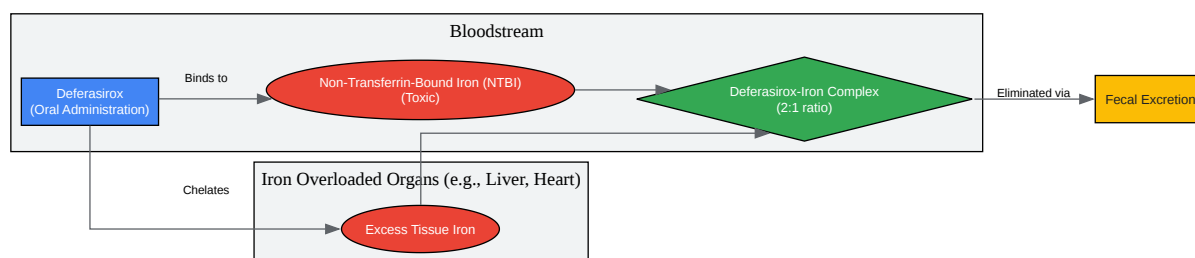 Bloodstream
Deferasirox
(Oral Administration)
Binds to
Non-Transferrin-Bound Iron (NTBI)
(Toxic)
Deferasirox-Iron Complex
(2:1 ratio)
Eliminated via
Fecal Excretion
Chelates
Iron Overloaded Organs (e.g., Liver, Heart)
Excess Tissue Iron